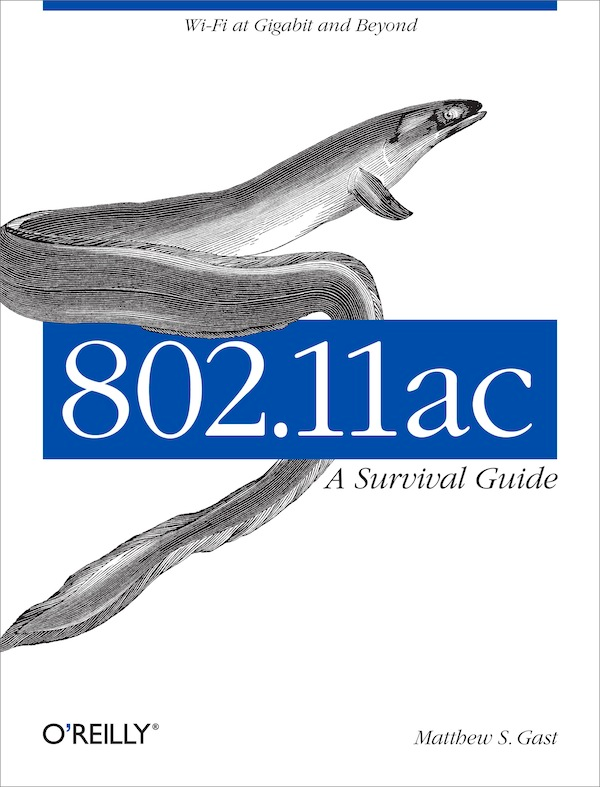 Wi-Fi at Gigabit and Beyond
802.11ac
A Survival Guide
O'REILLY®
Matthew S. Gast